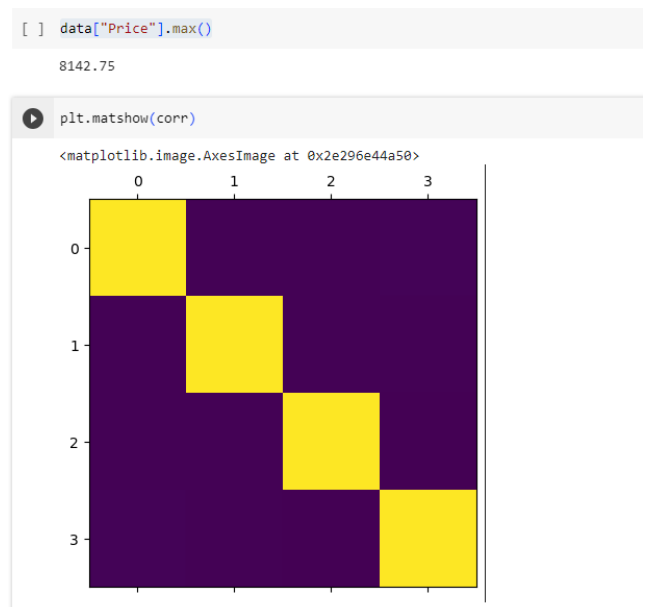 [ ] data["Price"].max()
8142.75
plt.matshow(corr)
<matplotlib.image.AxesImage at 0x2e296e44a50>
0 1 2 3
0
1
2
3